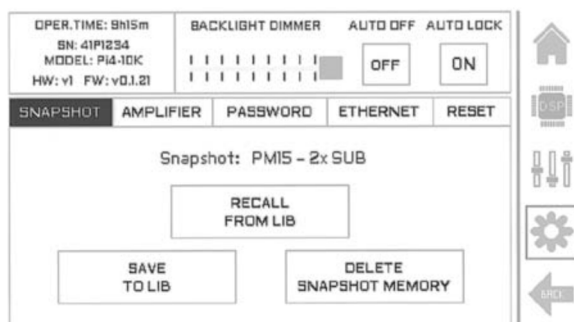 OPER.TIME: 9h15m
SN: 41P1234
MODEL: Pi4-10K
HW: v1 FW: v0.1.21
BACKLIGHT DIMMER
AUTO OFF
AUTO LOCK
OFF
ON
SNAPSHOT
AMPLIFIER
PASSWORD
ETHERNET
RESET
Snapshot: PM15 - 2x SUB
RECALL
FROM LIB
SAVE
TO LIB
DELETE
SNAPSHOT MEMORY
DSP
BACK